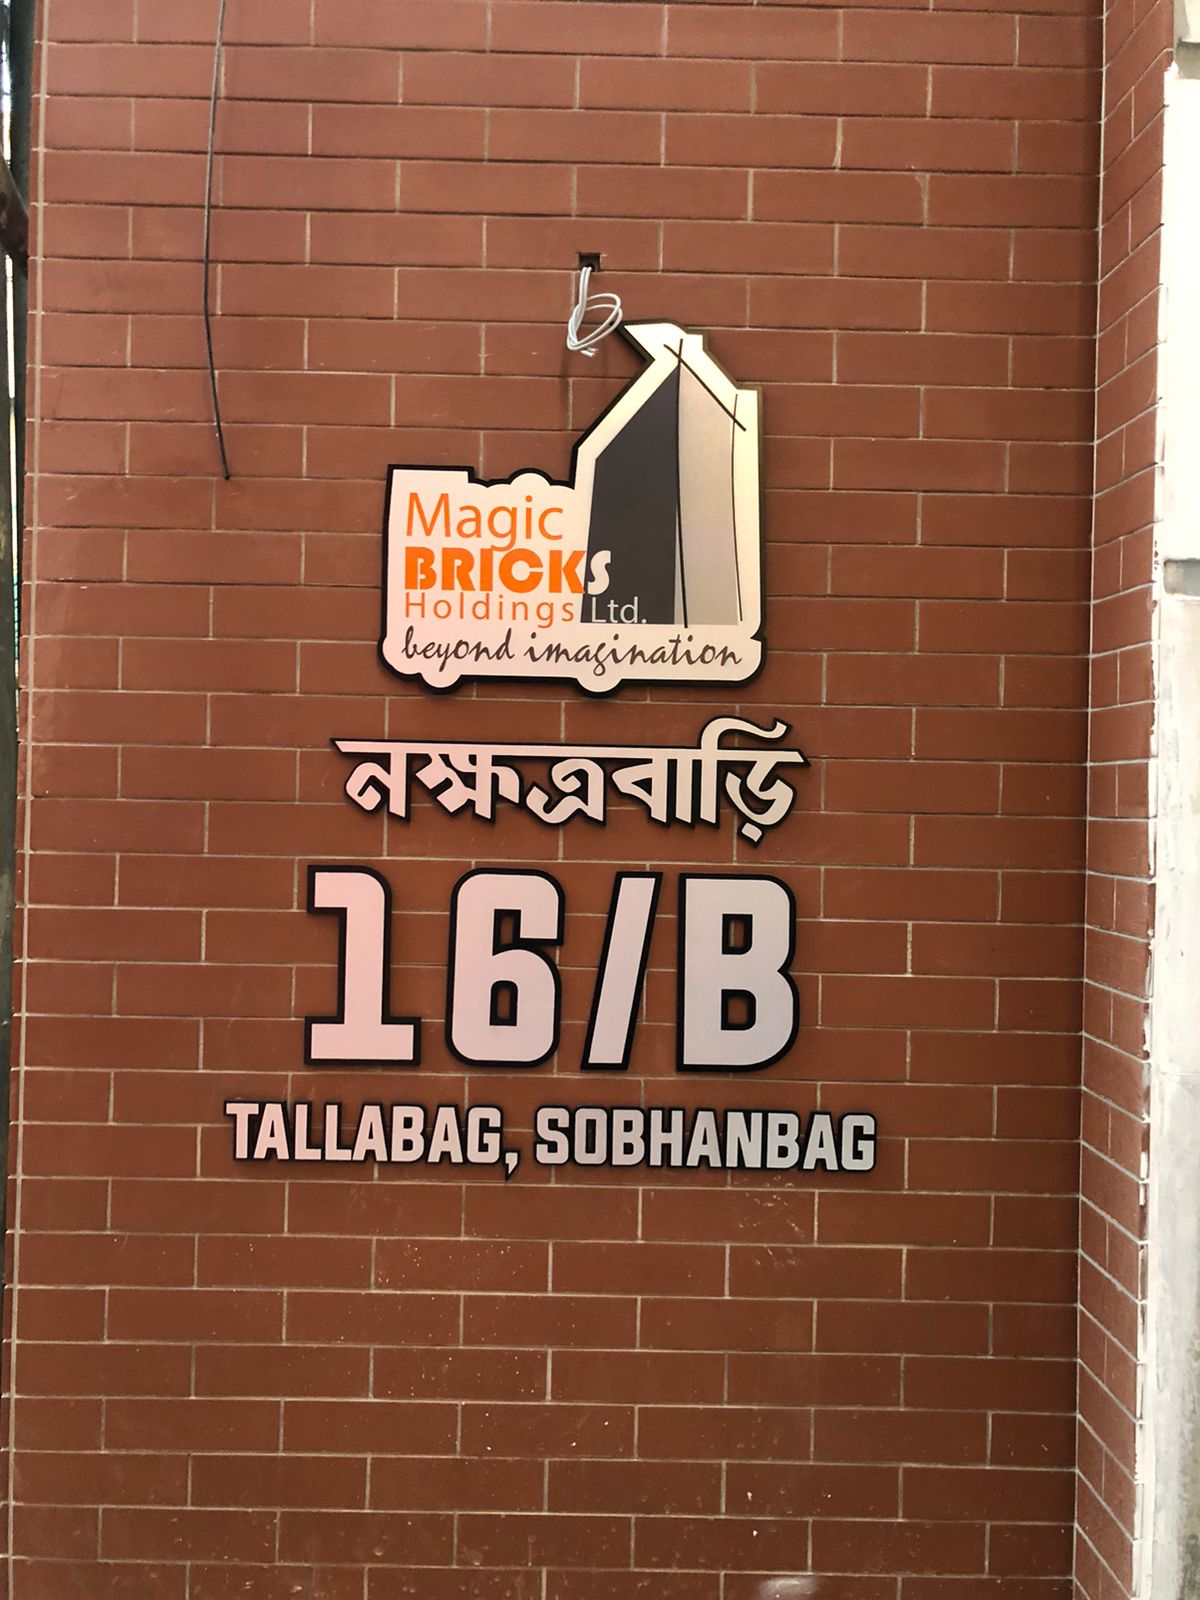 Magic
BRICKS
Holdings Ltd.
beyond imagination
নক্ষত্রবাড়ি
16/B
TALLABAG, SOBHANBAG